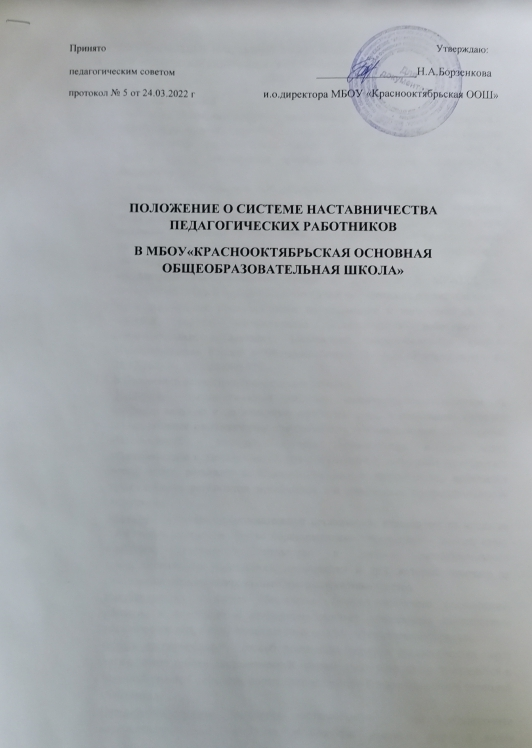 Принято Утверждаю:
педагогическим советом Н.А.Борзенкова
протокол № 5 от 24.03.2022 г и.о.директора МБОУ «Краснооктябрьская ООШ»
ПОЛОЖЕНИЕ О СИСТЕМЕ НАСТАВНИЧЕСТВА
ПЕДАГОГИЧЕСКИХ РАБОТНИКОВ
В МБОУ«КРАСНООКТЯБРЬСКАЯ ОСНОВНАЯ
ОБЩЕОБРАЗОВАТЕЛЬНАЯ ШКОЛА»